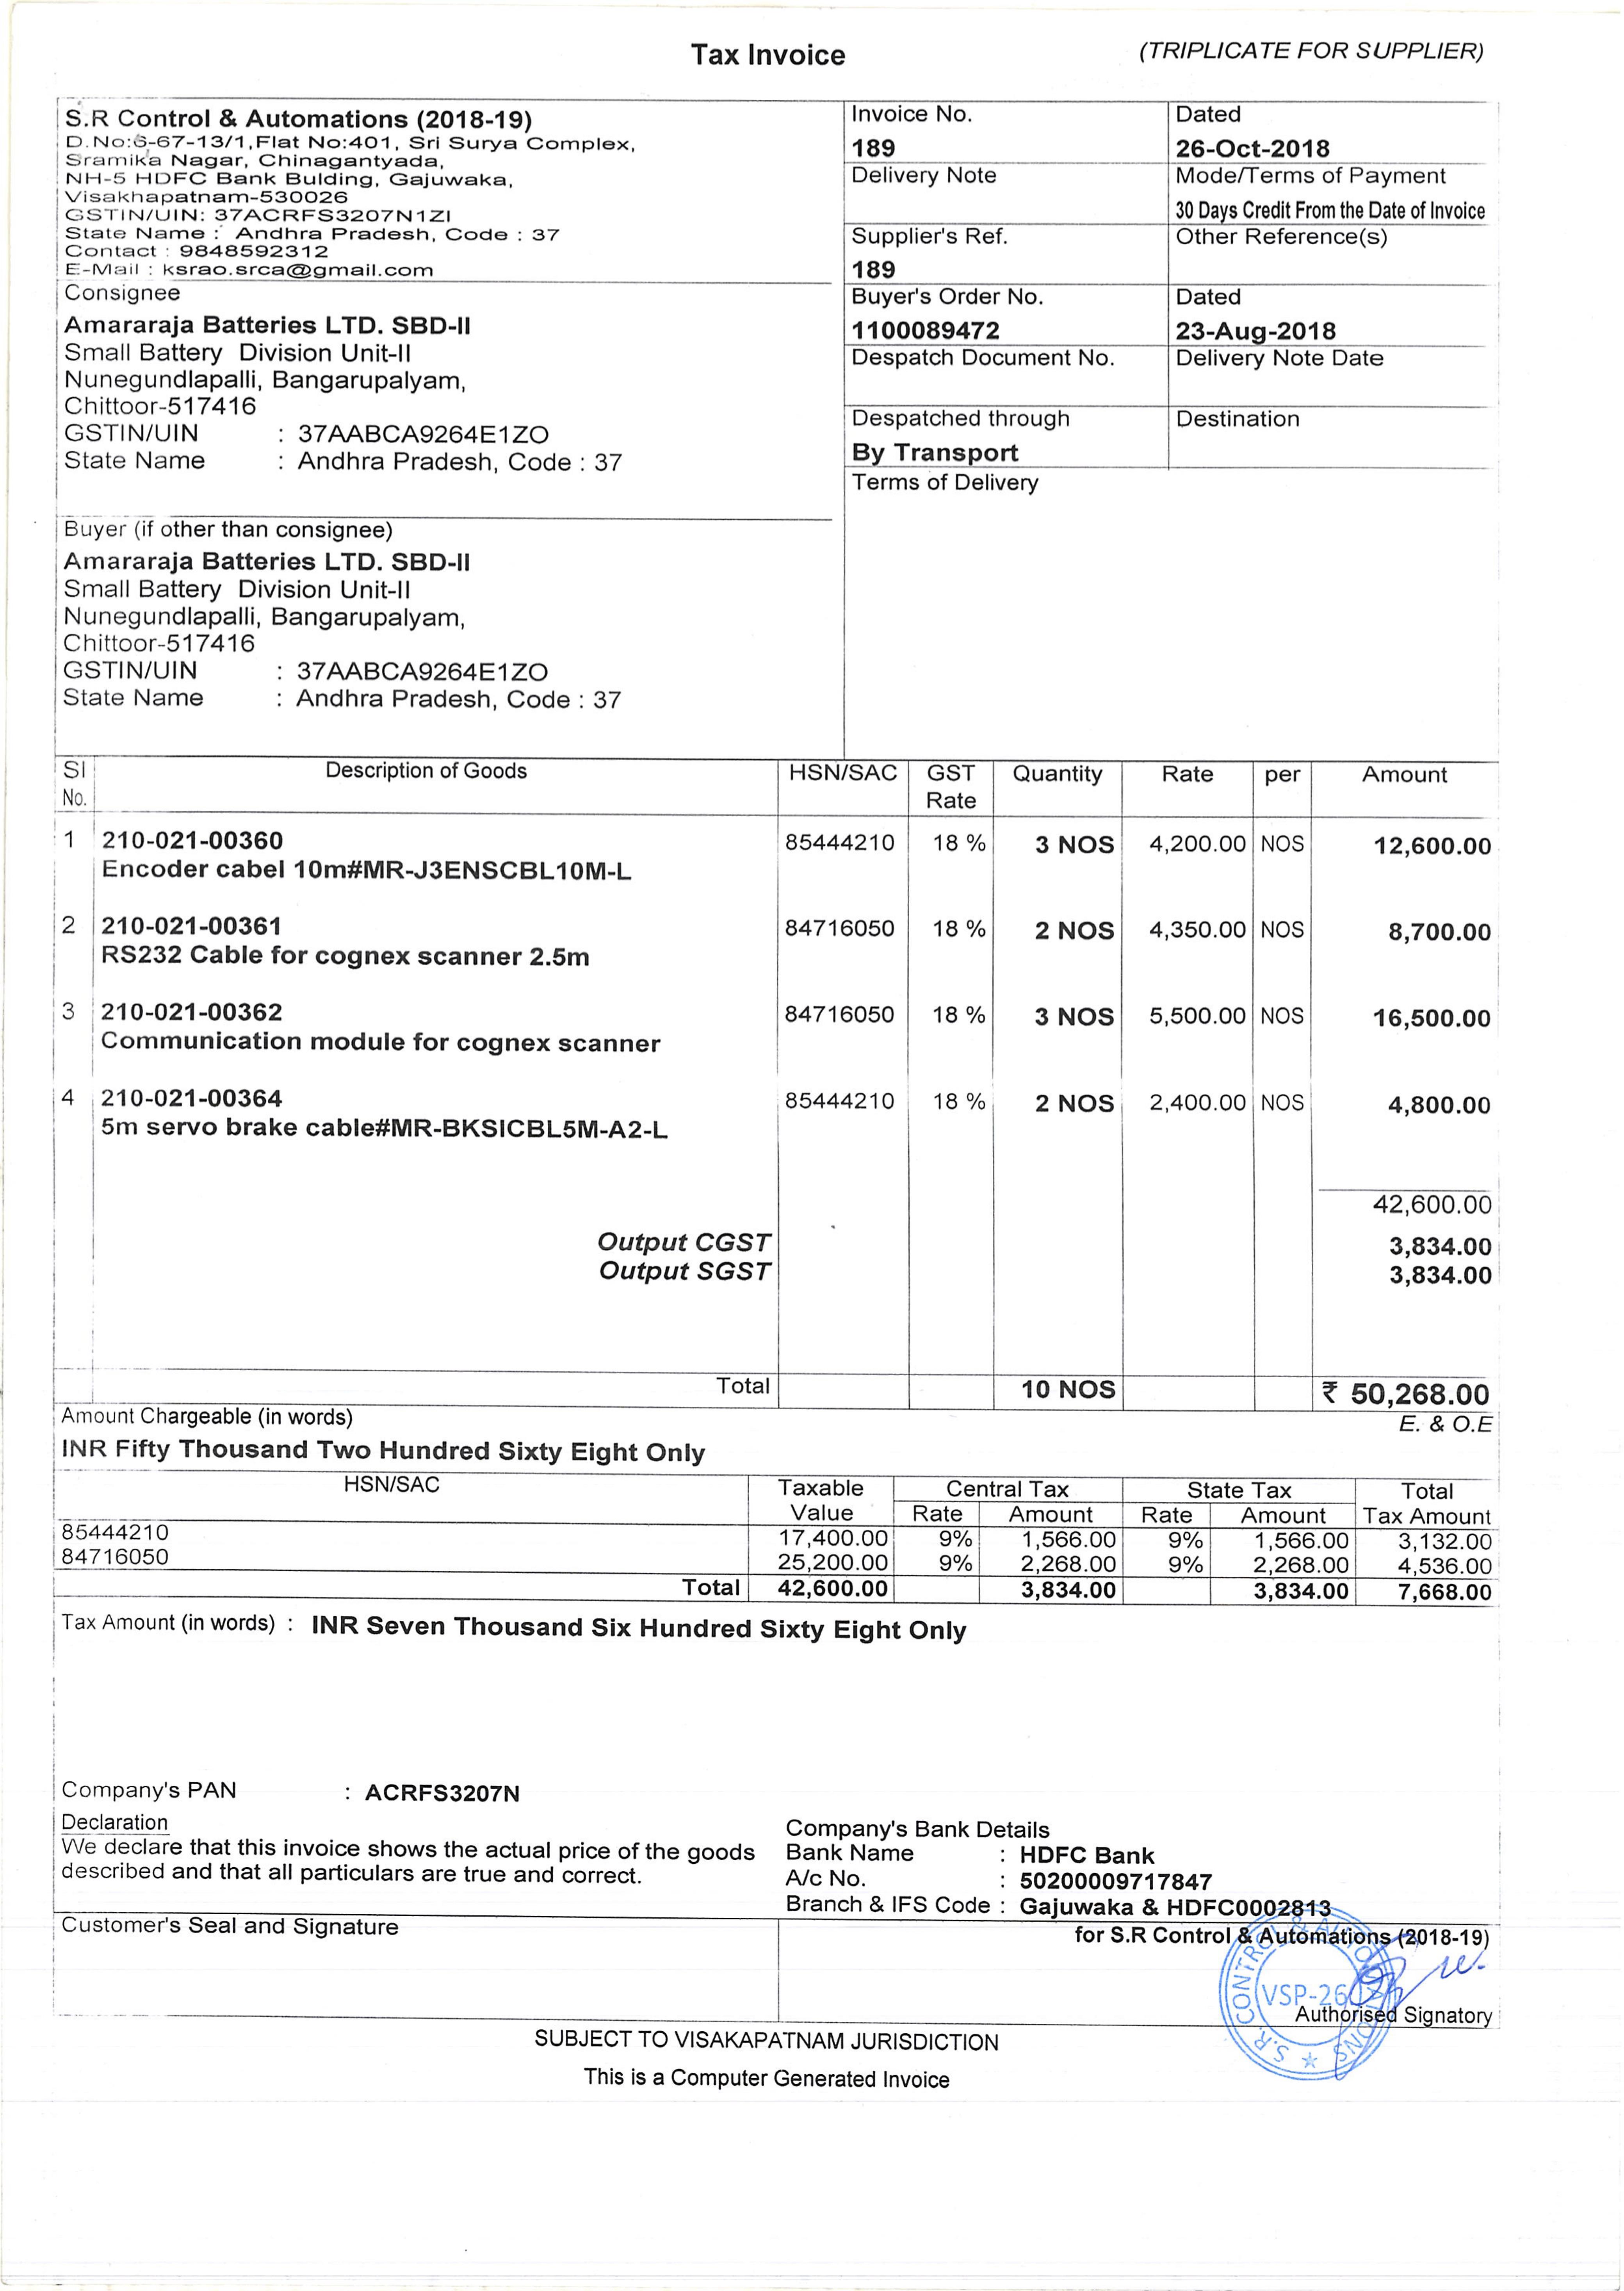 Tax Invoice
(TRIPLICATE FOR SUPPLIER)
S.R Control & Automations (2018-19)
D.No:6-67-13/1,Flat No:401, Sri Surya Complex,
Sramika Nagar, Chinagantyada,
NH-5 HDFC Bank Bulding, Gajuwaka,
Visakhapatnam-530026
GSTIN/UIN: 37ACRFS3207N1ZI
State Name : Andhra Pradesh, Code : 37
Contact : 9848592312
E-Mail : ksrao.srca@gmail.com
Invoice No.
189
Dated
26-Oct-2018
Delivery Note
Mode/Terms of Payment
30 Days Credit From the Date of Invoice
Supplier's Ref.
189
Other Reference(s)
Buyer's Order No.
1100089472
Dated
23-Aug-2018
Despatch Document No.
Delivery Note Date
Despatched through
By Transport
Destination
Terms of Delivery
Consignee
Amararaja Batteries LTD. SBD-II
Small Battery Division Unit-II
Nunegundlapalli, Bangarupalyam,
Chittoor-517416
GSTIN/UIN : 37AABCA9264E1ZO
State Name : Andhra Pradesh, Code : 37
Buyer (if other than consignee)
Amararaja Batteries LTD. SBD-II
Small Battery Division Unit-II
Nunegundlapalli, Bangarupalyam,
Chittoor-517416
GSTIN/UIN : 37AABCA9264E1ZO
State Name : Andhra Pradesh, Code : 37
Sl No. Description of Goods HSN/SAC GST Rate Quantity Rate per Amount
1 210-021-00360 85444210 18 % 3 NOS 4,200.00 NOS 12,600.00
Encoder cabel 10m#MR-J3ENSCBL10M-L
2 210-021-00361 84716050 18 % 2 NOS 4,350.00 NOS 8,700.00
RS232 Cable for cognex scanner 2.5m
3 210-021-00362 84716050 18 % 3 NOS 5,500.00 NOS 16,500.00
Communication module for cognex scanner
4 210-021-00364 85444210 18 % 2 NOS 2,400.00 NOS 4,800.00
5m servo brake cable#MR-BKSICBL5M-A2-L
42,600.00
Output CGST 3,834.00
Output SGST 3,834.00
Total 10 NOS ₹ 50,268.00
Amount Chargeable (in words) E. & O.E
INR Fifty Thousand Two Hundred Sixty Eight Only
HSN/SAC Taxable Value Central Tax State Tax Total Tax Amount
Rate Amount Rate Amount
85444210 17,400.00 9% 1,566.00 9% 1,566.00 3,132.00
84716050 25,200.00 9% 2,268.00 9% 2,268.00 4,536.00
Total 42,600.00 3,834.00 3,834.00 7,668.00
Tax Amount (in words) : INR Seven Thousand Six Hundred Sixty Eight Only
Company's PAN : ACRFS3207N
Declaration
We declare that this invoice shows the actual price of the goods
described and that all particulars are true and correct.
Company's Bank Details
Bank Name : HDFC Bank
A/c No. : 50200009717847
Branch & IFS Code : Gajuwaka & HDFC0002813
Customer's Seal and Signature
for S.R Control & Automations (2018-19)
S.R. CONTROL & AUTOMATIONS
VSP-26
Authorised Signatory
SUBJECT TO VISAKAPATNAM JURISDICTION
This is a Computer Generated Invoice